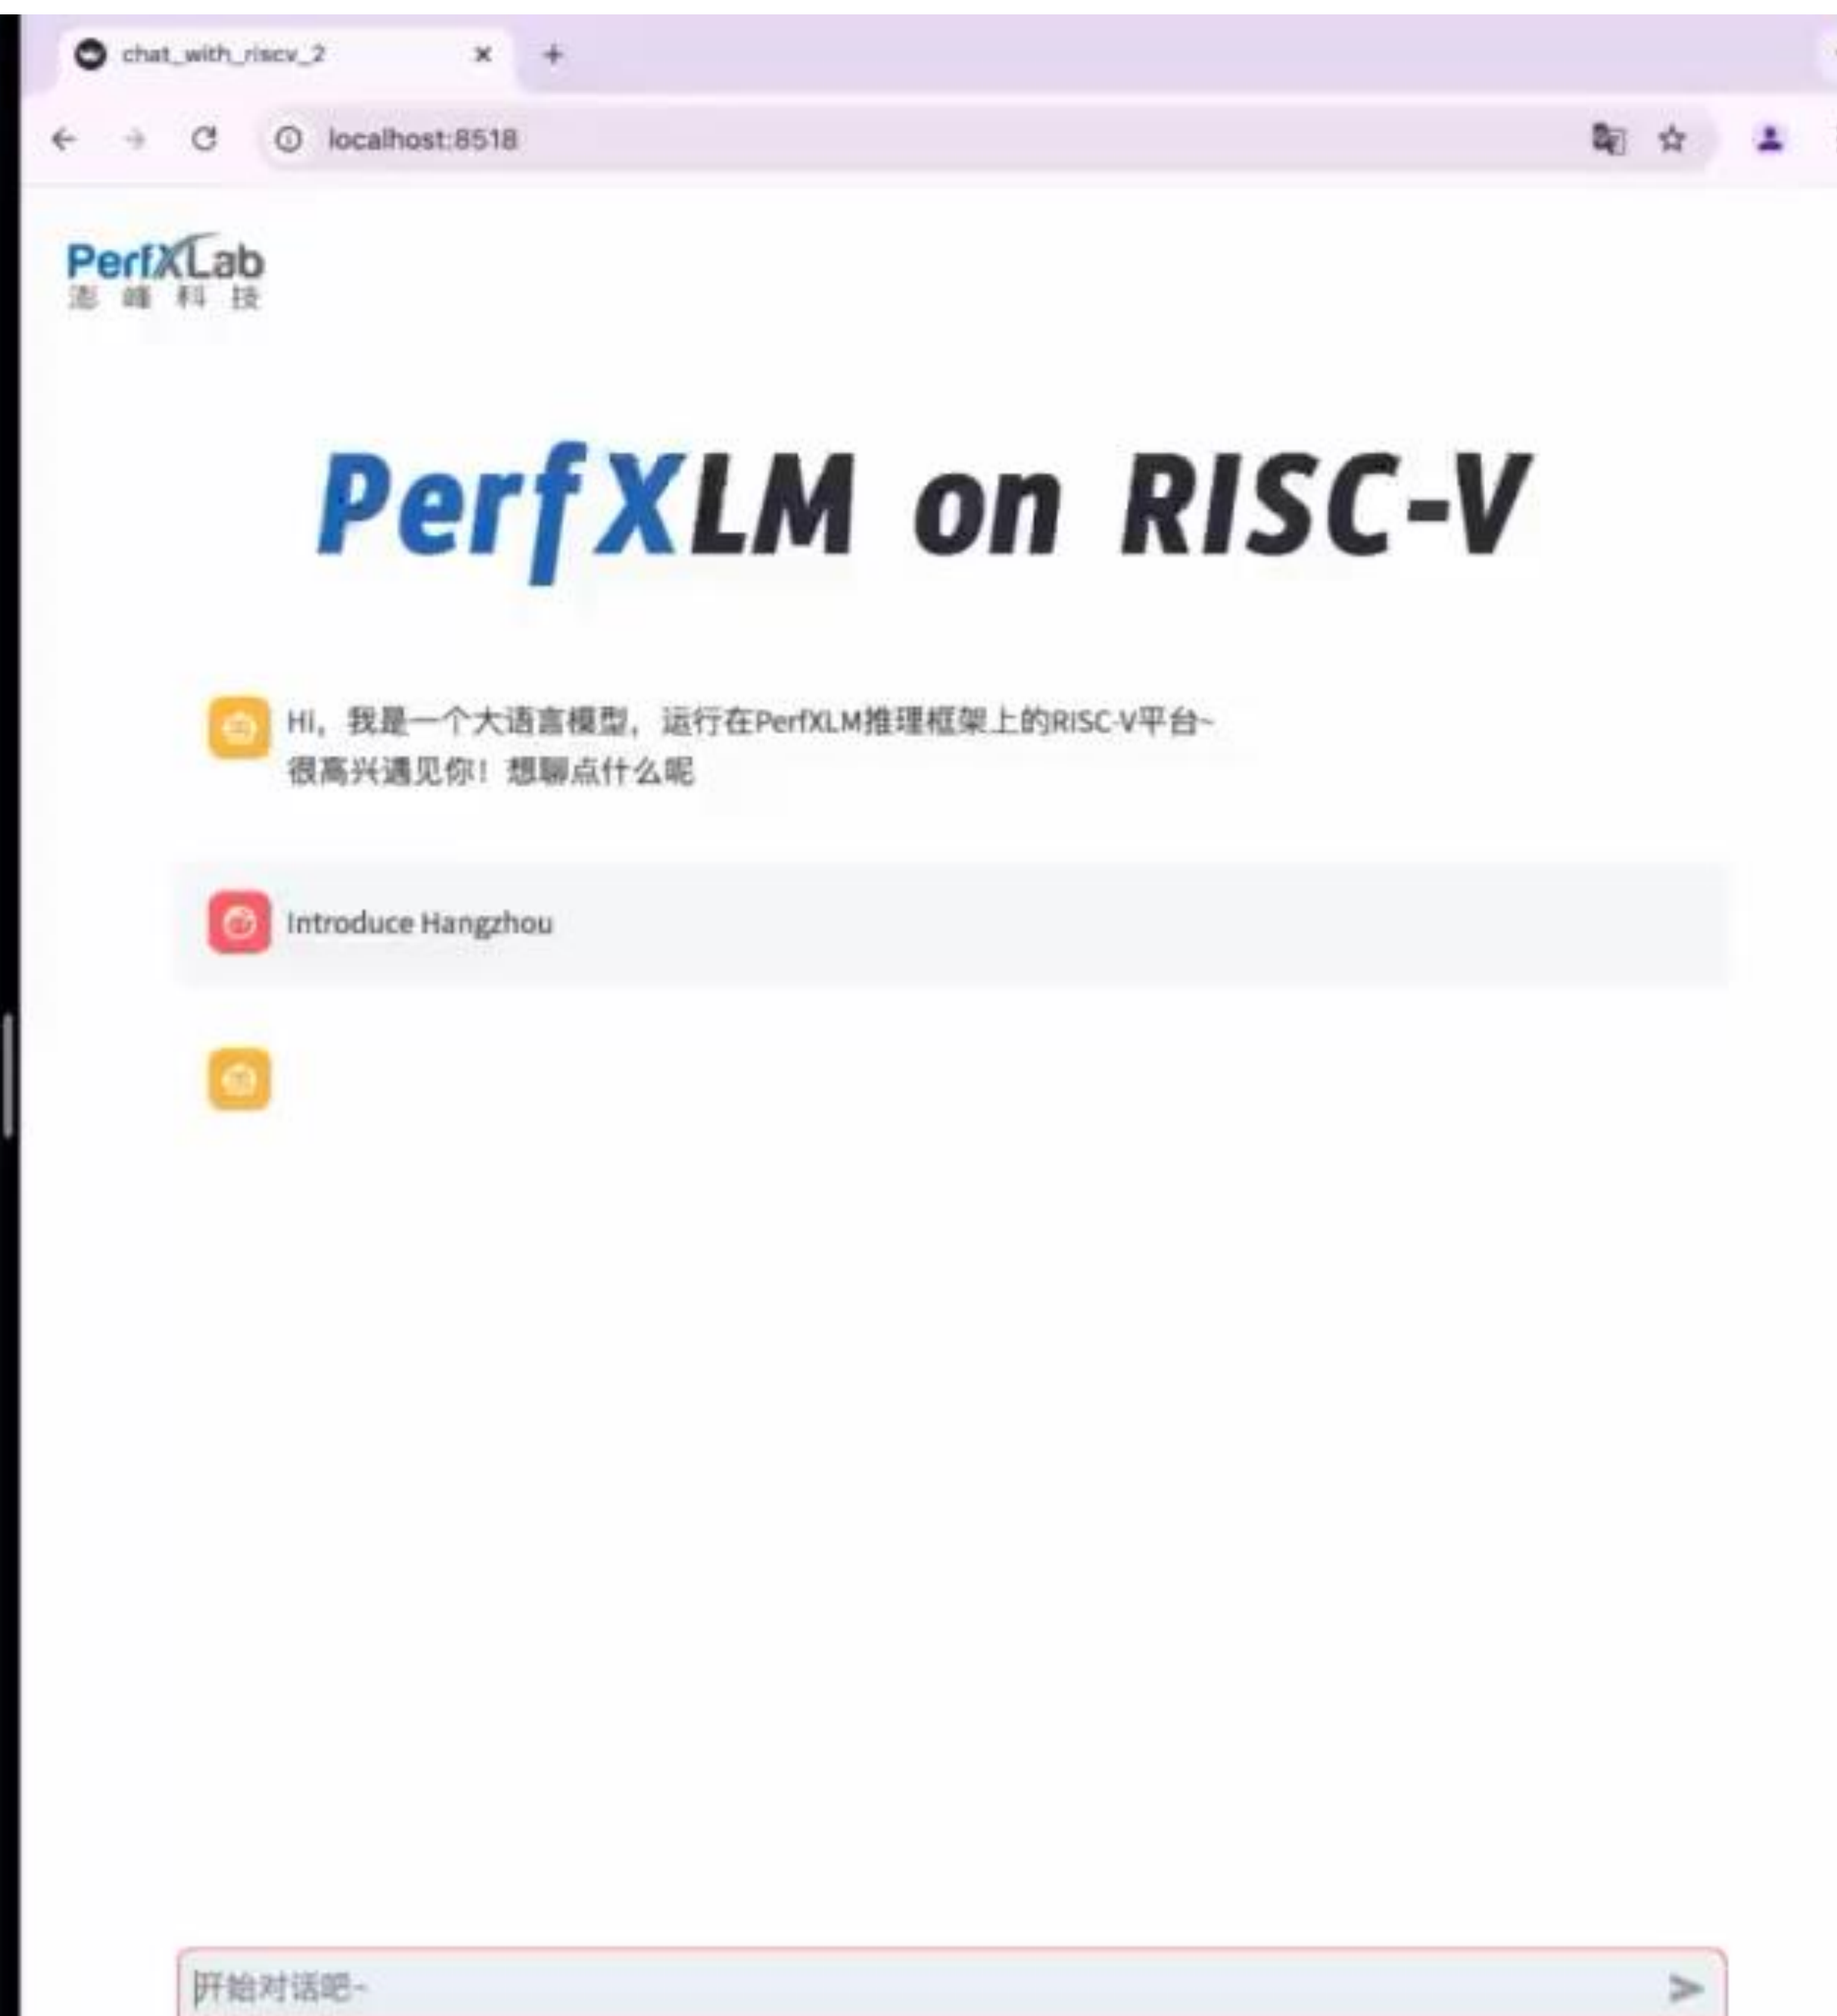 chat_with_riscv_2
localhost:8518
PerfXLab
澎峰科技
PerfXLM on RISC-V
Hi，我是一个大语言模型，运行在PerfXLM推理框架上的RISC-V平台~
很高兴遇见你！想聊点什么呢
Introduce Hangzhou
开始对话吧~